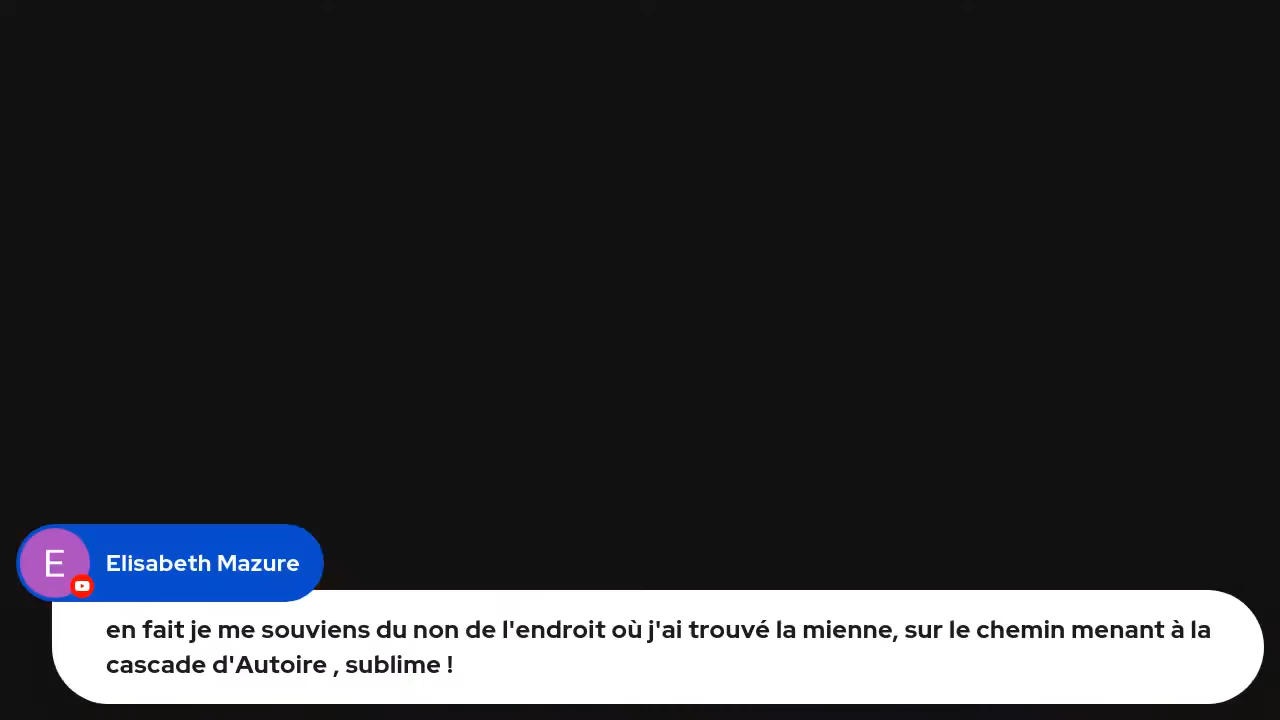 E
Elisabeth Mazure
en fait je me souviens du non de l'endroit où j'ai trouvé la mienne, sur le chemin menant à la
cascade d'Autoire , sublime !